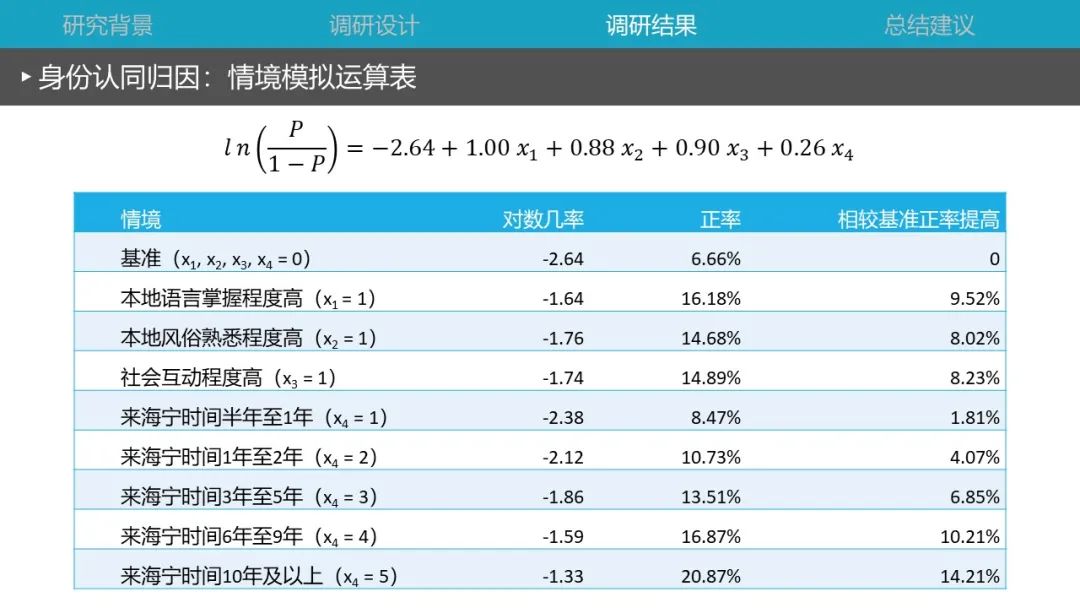 研究背景 调研设计 调研结果 总结建议
▸身份认同归因：情境模拟运算表
ln(P/(1 − P)) = −2.64 + 1.00 x₁ + 0.88 x₂ + 0.90 x₃ + 0.26 x₄
情境 对数几率 正率 相较基准正率提高
基准（x₁, x₂, x₃, x₄ = 0） -2.64 6.66% 0
本地语言掌握程度高（x₁ = 1） -1.64 16.18% 9.52%
本地风俗熟悉程度高（x₂ = 1） -1.76 14.68% 8.02%
社会互动程度高（x₃ = 1） -1.74 14.89% 8.23%
来海宁时间半年至1年（x₄ = 1） -2.38 8.47% 1.81%
来海宁时间1年至2年（x₄ = 2） -2.12 10.73% 4.07%
来海宁时间3年至5年（x₄ = 3） -1.86 13.51% 6.85%
来海宁时间6年至9年（x₄ = 4） -1.59 16.87% 10.21%
来海宁时间10年及以上（x₄ = 5） -1.33 20.87% 14.21%